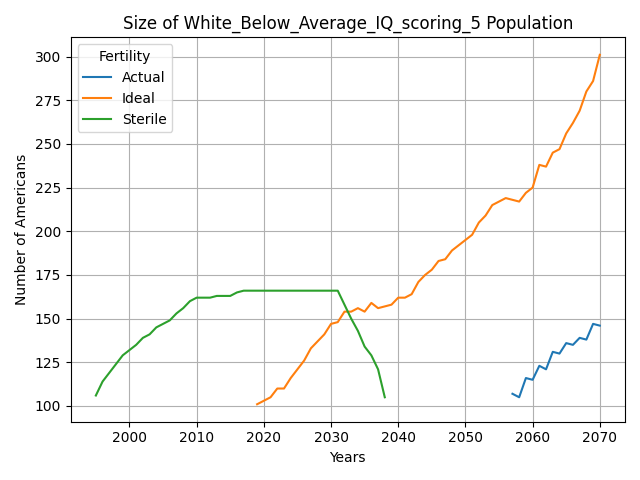 Size of White_Below_Average_IQ_scoring_5 Population
Fertility
Actual
Ideal
Sterile
Number of Americans
300
275
250
225
200
175
150
125
100
2000 2010 2020 2030 2040 2050 2060 2070
Years